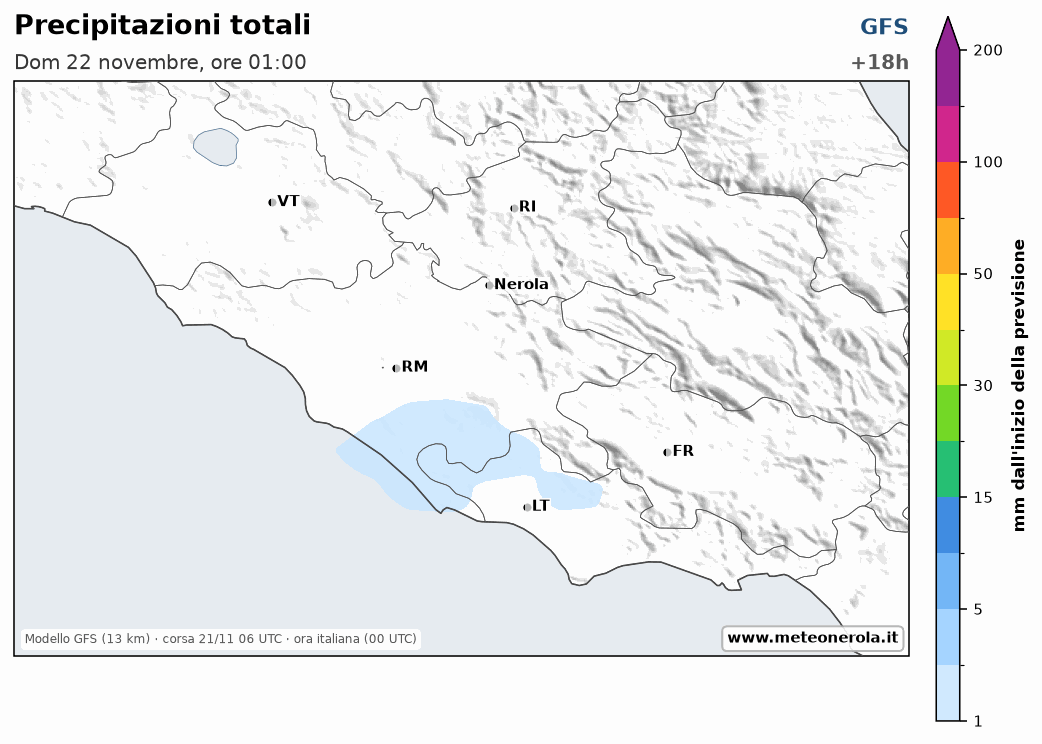 Precipitazioni totali
GFS
Dom 22 novembre, ore 01:00
+18h
VT
RI
Nerola
RM
FR
LT
Modello GFS (13 km) · corsa 21/11 06 UTC · ora italiana (00 UTC)
www.meteonerola.it
200
100
50
30
15
5
1
mm dall'inizio della previsione